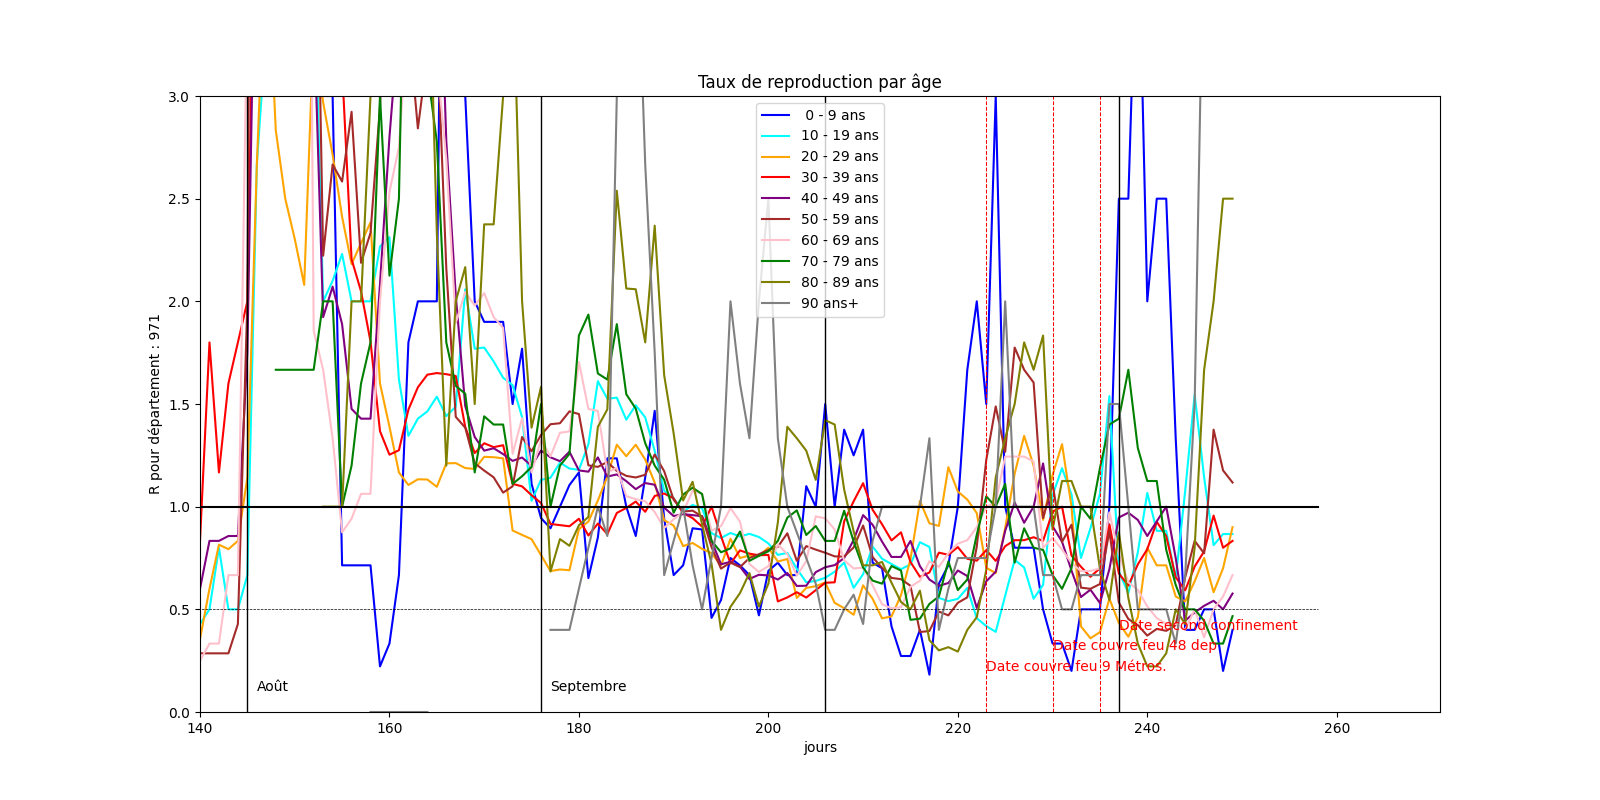 Taux de reproduction par âge
3.0
2.5
2.0
1.5
1.0
0.5
0.0
R pour département : 971
0 - 9 ans
10 - 19 ans
20 - 29 ans
30 - 39 ans
40 - 49 ans
50 - 59 ans
60 - 69 ans
70 - 79 ans
80 - 89 ans
90 ans+
Date second confinement
Date couvre feu 48 dep
Date couvre feu 9 Métros.
Août
Septembre
140 160 180 200 220 240 260
jours